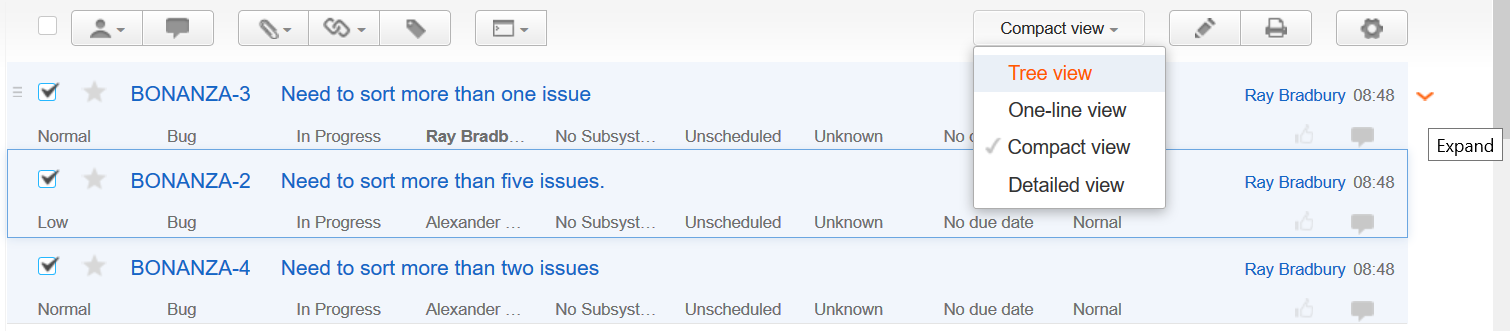 Compact view
Tree view
One-line view
Compact view
Detailed view
BONANZA-3 Need to sort more than one issue Ray Bradbury 08:48
Normal Bug In Progress Ray Bradb… No Subsyst… Unscheduled Unknown No du
Expand
BONANZA-2 Need to sort more than five issues. Ray Bradbury 08:48
Low Bug In Progress Alexander … No Subsyst… Unscheduled Unknown No due date Nornal
BONANZA-4 Need to sort more than two issues Ray Bradbury 08:48
Normal Bug In Progress Alexander … No Subsyst… Unscheduled Unknown No due date Nornal